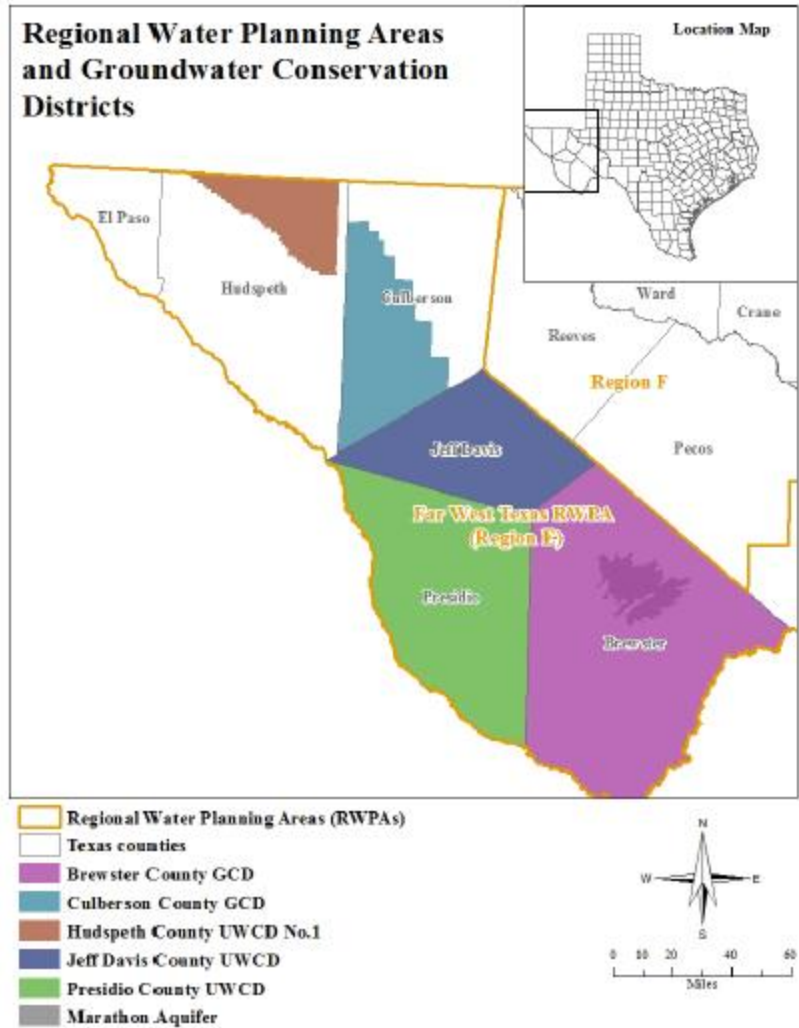 Regional Water Planning Areas
and Groundwater Conservation
Districts
Location Map
El Paso
Hudspeth
Culberson
Ward
Crane
Reeves
Region F
Jeff Davis
Pecos
Far West Texas RWPA
(Region E)
Presidio
Brewster
Regional Water Planning Areas (RWPAs)
Texas counties
Brewster County GCD
Culberson County GCD
Hudspeth County UWCD No.1
Jeff Davis County UWCD
Presidio County UWCD
Marathon Aquifer
N
W E
S
0 10 20 40 60
Miles